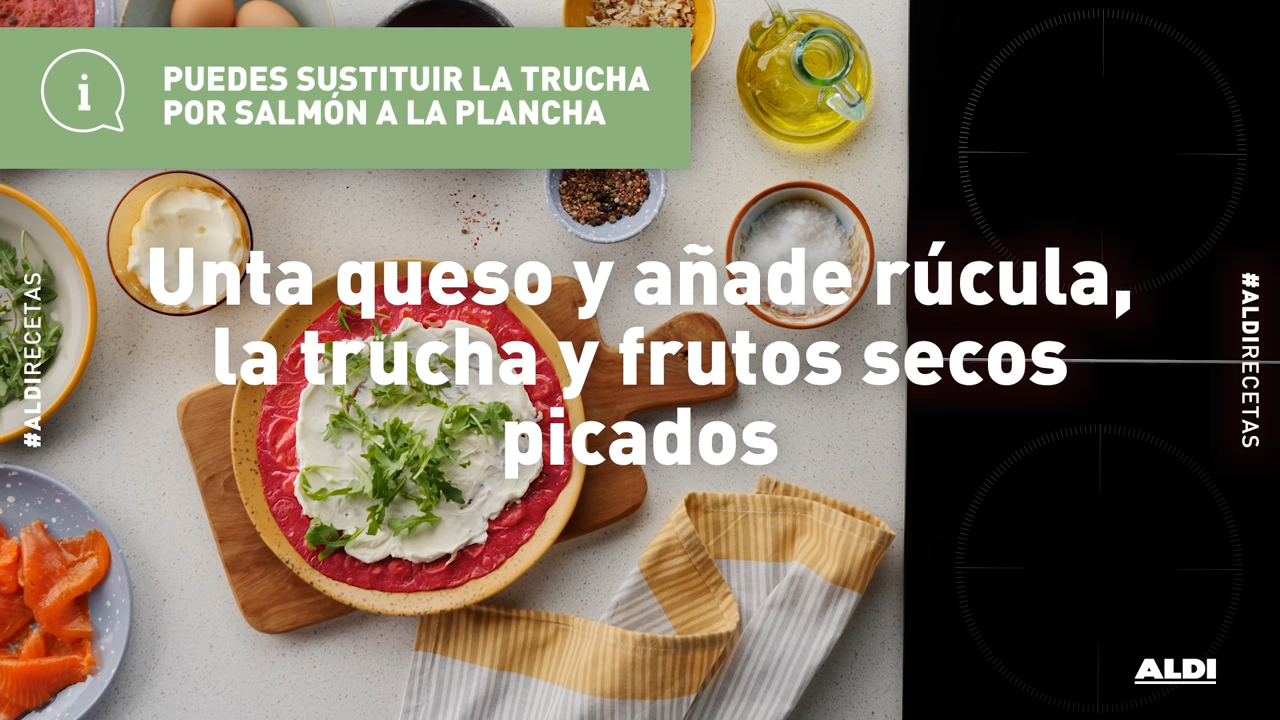 i
PUEDES SUSTITUIR LA TRUCHA
POR SALMÓN A LA PLANCHA
Unta queso y añade rúcula,
la trucha y frutos secos
picados
#ALDIRECETAS
#ALDIRECETAS
ALDI